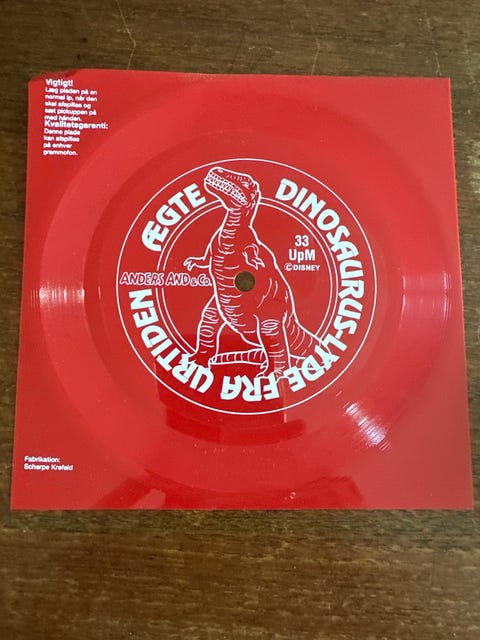 Vigtigt!
Læg pladen på en
normal lp, når den
skal afspilles og
sæt pickuppen på
med hånden.
Kvalitetsgaranti:
Denne plade
kan afspilles
på enhver
grammofon.
ÆGTE DINOSAURUS-LYDE FRA URTIDEN
33
UpM
© DISNEY
ANDERS AND & Co.
Fabrikation:
Scherpe Krefeld